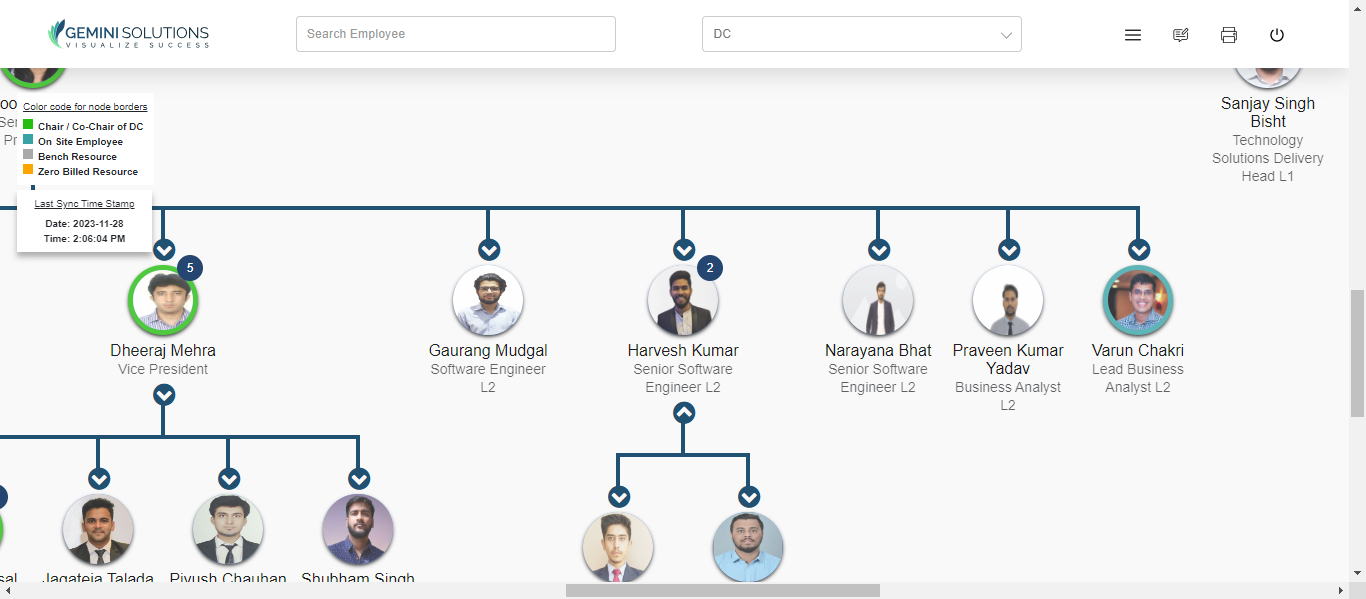 GEMINI SOLUTIONS
VISUALIZE SUCCESS
Search Employee
DC
Color code for node borders
Chair / Co-Chair of DC
On Site Employee
Bench Resource
Zero Billed Resource
Last Sync Time Stamp
Date: 2023-11-28
Time: 2:06:04 PM
Sanjay Singh
Bisht
Technology
Solutions Delivery
Head L1
5
Dheeraj Mehra
Vice President
Gaurang Mudgal
Software Engineer
L2
2
Harvesh Kumar
Senior Software
Engineer L2
Narayana Bhat
Senior Software
Engineer L2
Praveen Kumar
Yadav
Business Analyst
L2
Varun Chakri
Lead Business
Analyst L2
Jagateja Talada
Piyush Chauhan
Shubham Singh